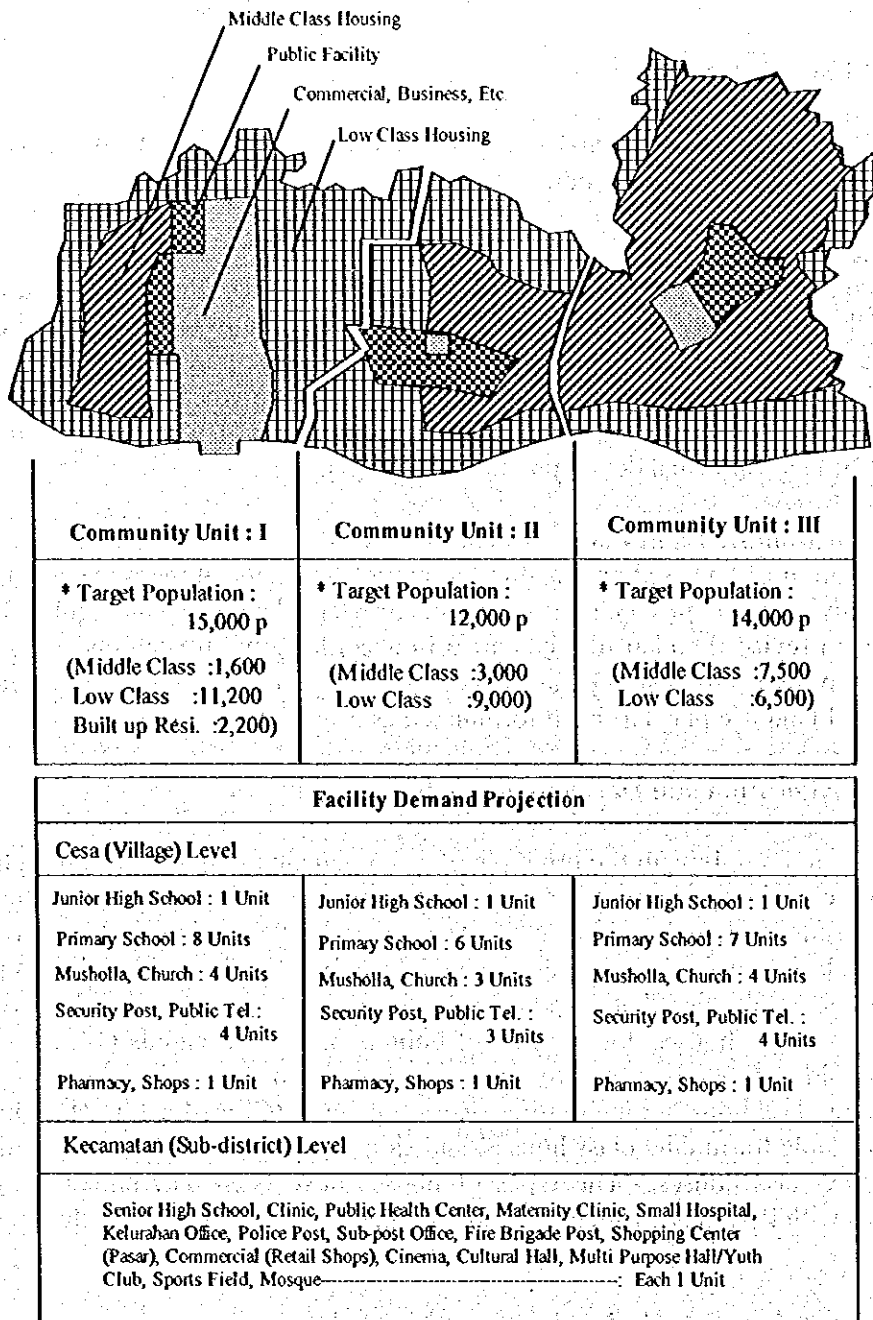 Middle Class Housing
Public Facility
Commercial, Business, Etc.
Low Class Housing
Community Unit : I
* Target Population :
15,000 p
(Middle Class :1,600
Low Class :11,200
Built up Resi. :2,200)
Community Unit : II
* Target Population :
12,000 p
(Middle Class :3,000
Low Class :9,000)
Community Unit : III
* Target Population :
14,000 p
(Middle Class :7,500
Low Class :6,500)
Facility Demand Projection
Cesa (Village) Level
Junior High School : 1 Unit
Primary School : 8 Units
Musholla, Church : 4 Units
Security Post, Public Tel. :
4 Units
Pharmacy, Shops : 1 Unit
Junior High School : 1 Unit
Primary School : 6 Units
Musholla, Church : 3 Units
Security Post, Public Tel. :
3 Units
Pharmacy, Shops : 1 Unit
Junior High School : 1 Unit
Primary School : 7 Units
Musholla, Church : 4 Units
Security Post, Public Tel. :
4 Units
Pharmacy, Shops : 1 Unit
Kecamatan (Sub-district) Level
Senior High School, Clinic, Public Health Center, Maternity Clinic, Small Hospital,
Kelurahan Office, Police Post, Sub-post Office, Fire Brigade Post, Shopping Center
(Pasar), Commercial (Retail Shops), Cinema, Cultural Hall, Multi Purpose Hall/Yuth
Club, Sports Field, Mosque------------------------------------------: Each 1 Unit